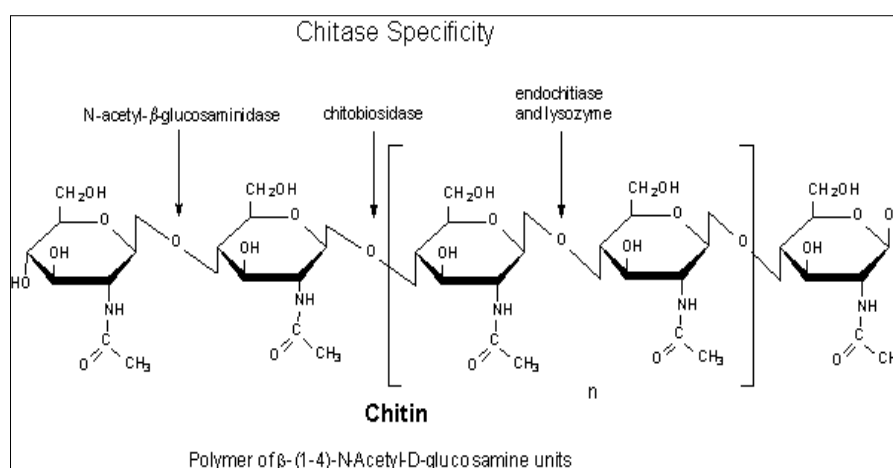 Chitase Specificity
N-acetyl-β-glucosaminidase
chitobiosidase
endochitiase
and lysozyme
CH₂OH CH₂OH CH₂OH CH₂OH CH₂OH
O O O O O O
O O O O
OH OH OH OH OH
HO
NH NH NH NH NH
C C C C C
O CH₃ O CH₃ O CH₃ O CH₃ O CH
n
Chitin
Polymer of β-(1-4)-N-Acetyl-D-glucosamine units